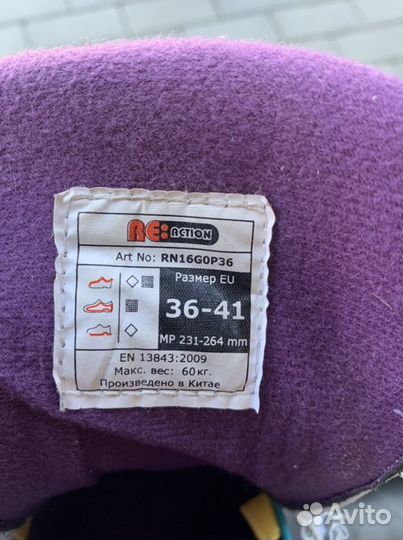 RE:ACTION
Art No: RN16G0P36
Размер EU
36-41
MP 231-264 mm
EN 13843:2009
Макс. вес: 60кг.
Произведено в Китае
Avito